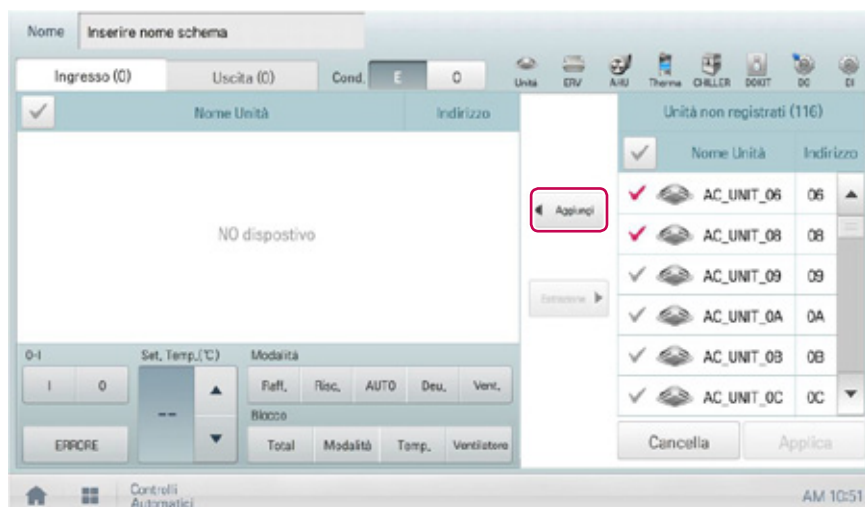 Nome Inserire nome schema
Ingresso (0) Uscita (0) Cond. E O
Unità ERV AHU Therma CHILLER DOKIT DO DI
Nome Unità Indirizzo
Unità non registrati (116)
Nome Unità Indirizzo
AC_UNIT_06 06
AC_UNIT_08 08
AC_UNIT_09 09
AC_UNIT_0A 0A
AC_UNIT_0B 0B
AC_UNIT_0C 0C
NO dispostivo
Aggiungi
Estrazione
O-I Set. Temp.(℃) Modalità
I O Raff. Risc. AUTO Deu. Vent.
--
Blocco
ERRORE Total Modalità Temp. Ventilatore
Cancella Applica
Controlli
Automatici
AM 10:51